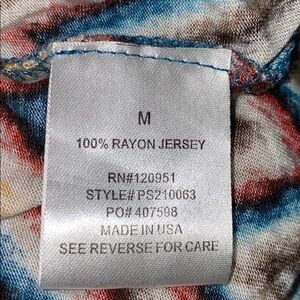 M
100% RAYON JERSEY
RN#120951
STYLE# PS210063
PO# 407598
MADE IN USA
SEE REVERSE FOR CARE